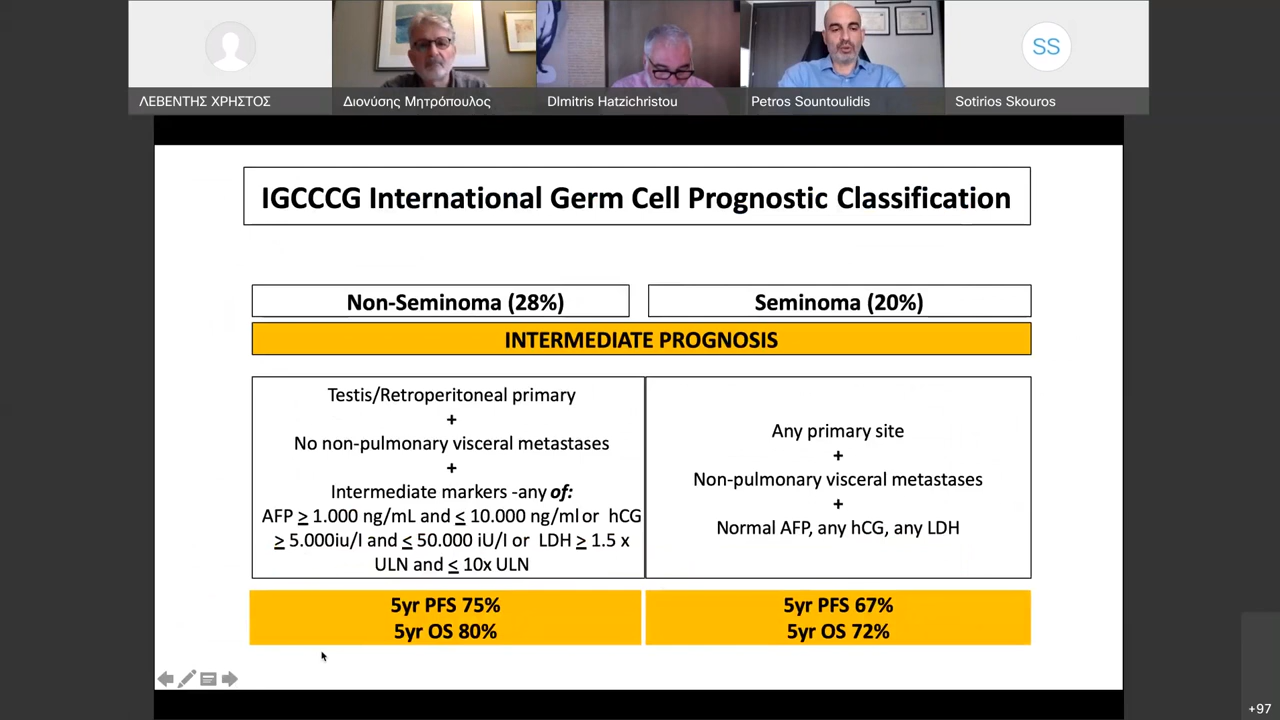 ΛΕΒΕΝΤΗΣ ΧΡΗΣΤΟΣ
Διονύσης Μητρόπουλος
DImitris Hatzichristou
Petros Sountoulidis
SS
Sotirios Skouros
IGCCCG International Germ Cell Prognostic Classification
Non-Seminoma (28%)
Seminoma (20%)
INTERMEDIATE PROGNOSIS
Testis/Retroperitoneal primary
+
No non-pulmonary visceral metastases
+
Intermediate markers -any of:
AFP ≥ 1.000 ng/mL and ≤ 10.000 ng/ml or hCG
≥ 5.000iu/l and ≤ 50.000 iU/l or LDH ≥ 1.5 x
ULN and ≤ 10x ULN
Any primary site
+
Non-pulmonary visceral metastases
+
Normal AFP, any hCG, any LDH
5yr PFS 75%
5yr OS 80%
5yr PFS 67%
5yr OS 72%
+97